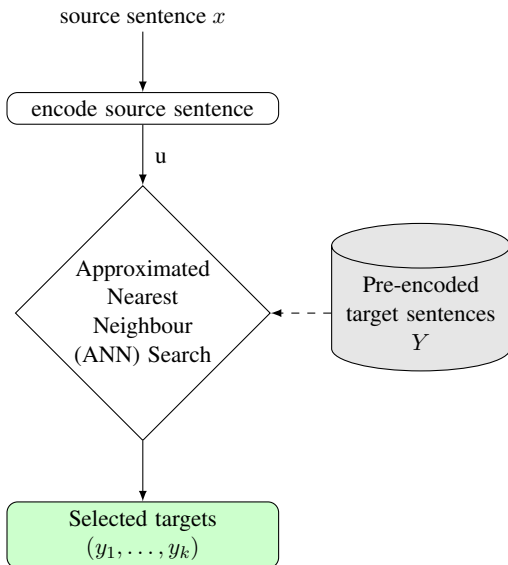 source sentence x
encode source sentence
u
Approximated
Nearest
Neighbour
(ANN) Search
Pre-encoded
target sentences
Y
Selected targets
(y₁, . . . , yₖ)